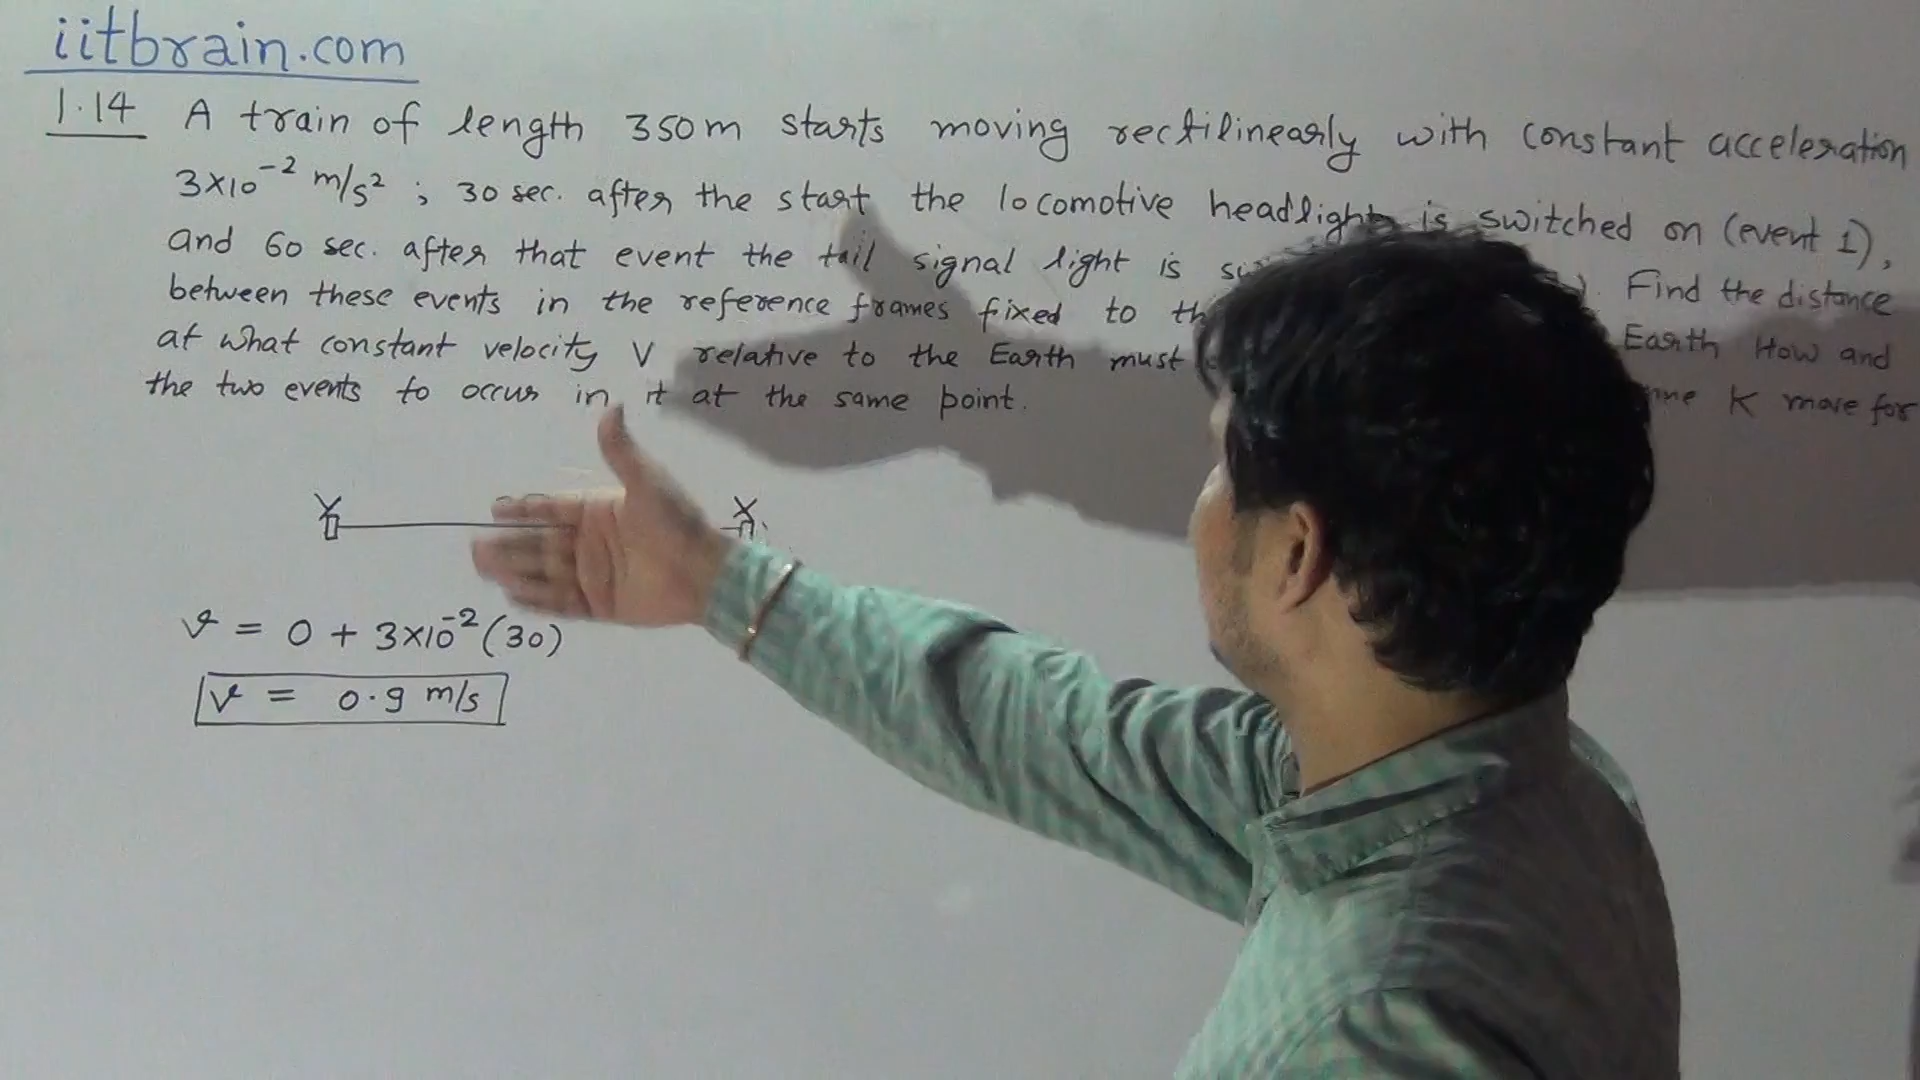 iitbrain.com
1.14 A train of length 350m starts moving rectilinearly with constant acceleration
3×10⁻² m/s² ; 30 sec. after the start the locomotive headlight is switched on (event 1),
and 60 sec. after that event the tail signal light is Find the distance
between these events in the reference frames fixed to Earth How and
at what constant velocity V relative to the Earth must K move for
the two events to occur in it at the same point.
v = 0 + 3×10⁻² (30)
v = 0.9 m/s